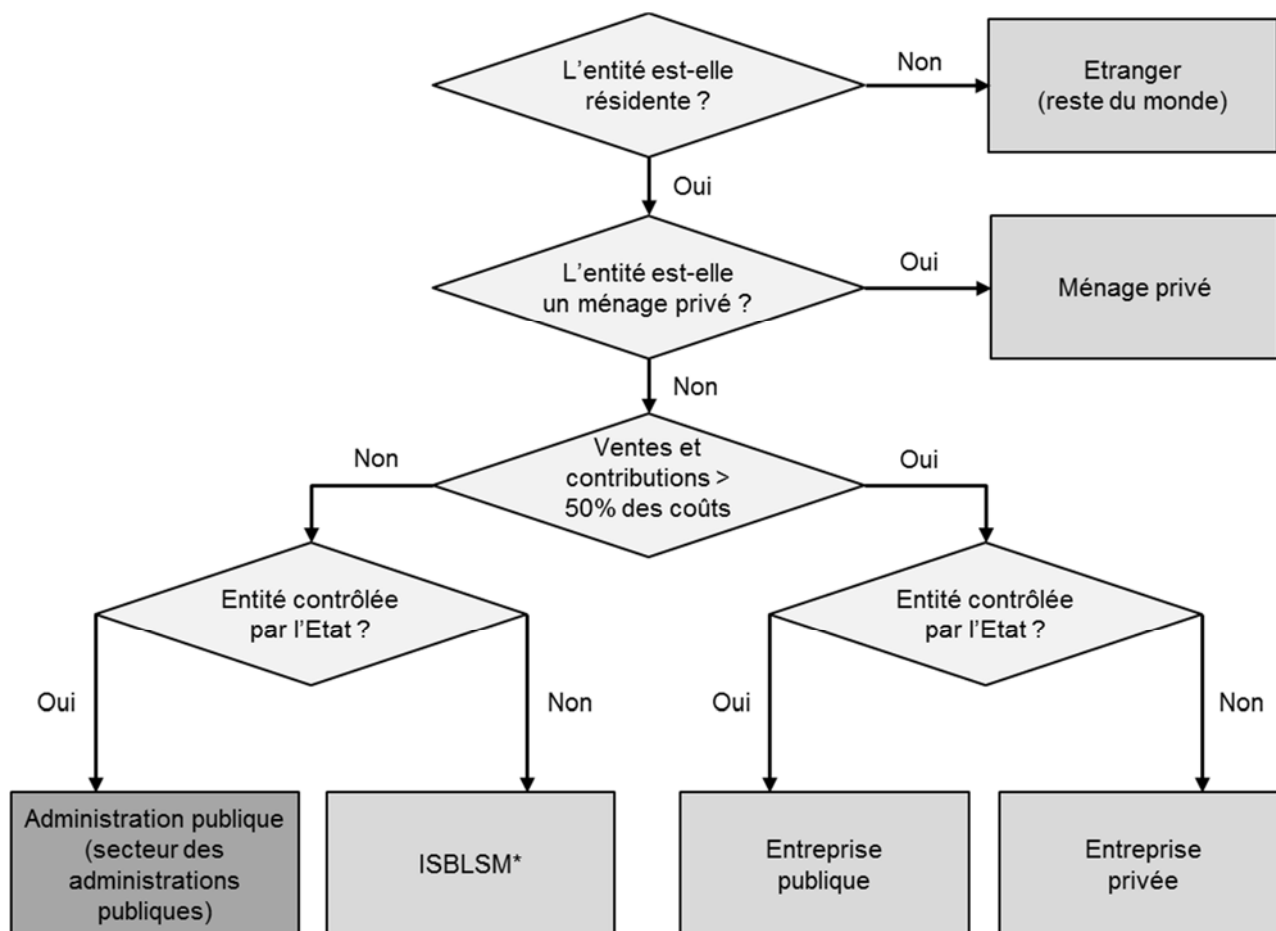 L'entité est-elle
résidente ?
Non
Etranger
(reste du monde)
Oui
L'entité est-elle
un ménage privé ?
Oui
Ménage privé
Non
Non
Ventes et
contributions >
50% des coûts
Oui
Entité contrôlée
par l'Etat ?
Entité contrôlée
par l'Etat ?
Oui
Non
Oui
Non
Administration publique
(secteur des
administrations
publiques)
ISBLSM*
Entreprise
publique
Entreprise
privée